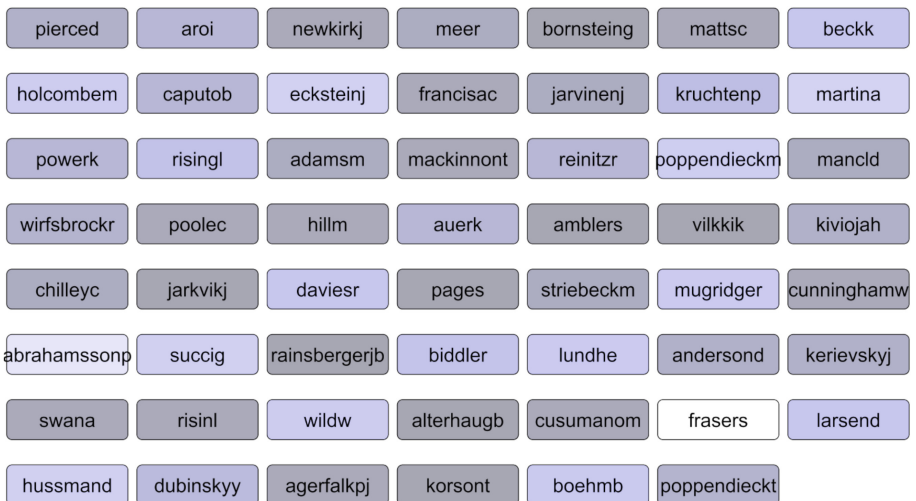 pierced aroi newkirkj meer bornsteing mattsc beckk
holcombem caputob ecksteinj francisac jarvinenj kruchtenp martina
powerk risingl adamsm mackinnont reinitzr poppendieckm mancld
wirfsbrockr poolec hillm auerk amblers vilkkik kiviojah
chilleyc jarkvikj daviesr pages striebeckm mugridger cunninghamw
abrahamssonp succig rainsbergerjb biddler lundhe andersond kerievskyj
swana risinl wildw alterhaugb cusumanom frasers larsend
hussmand dubinskyy agerfalkpj korsont boehmb poppendieckt